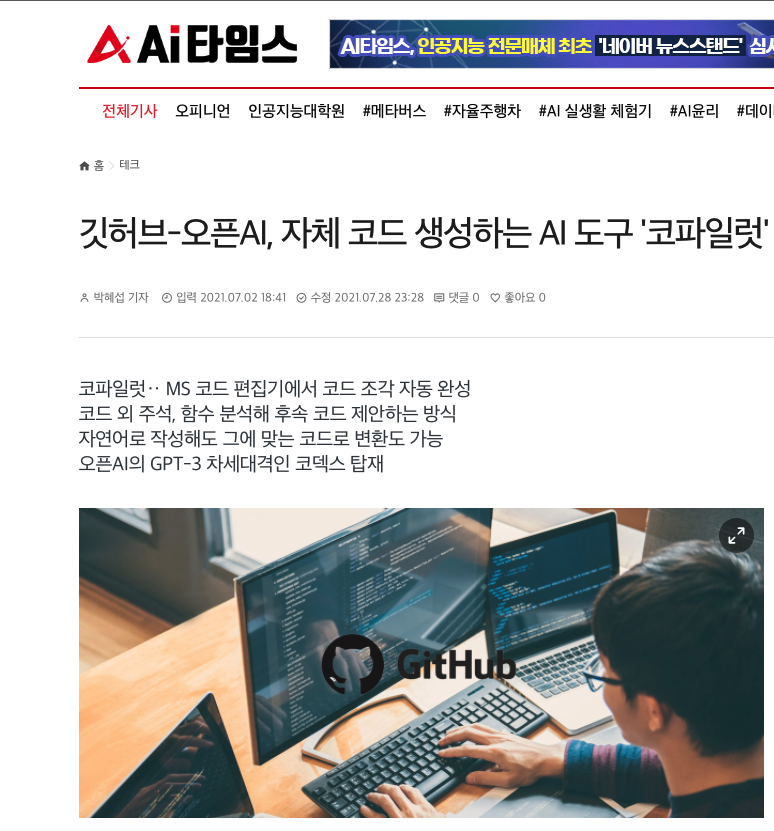 Ai타임스
AI타임스, 인공지능 전문매체 최초 '네이버 뉴스스탠드'
전체기사 오피니언 인공지능대학원 #메타버스 #자율주행차 #AI 실생활 체험기 #AI윤리
홈 테크
깃허브-오픈AI, 자체 코드 생성하는 AI 도구 '코파일럿'
박혜섭 기자 입력 2021.07.02 18:41 수정 2021.07.28 23:28 댓글 0 좋아요 0
코파일럿‥ MS 코드 편집기에서 코드 조각 자동 완성
코드 외 주석, 함수 분석해 후속 코드 제안하는 방식
자연어로 작성해도 그에 맞는 코드로 변환도 가능
오픈AI의 GPT-3 차세대격인 코덱스 탑재
GitHub